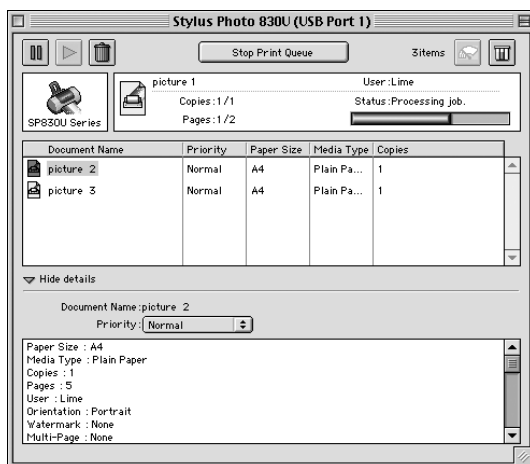 Stylus Photo 830U (USB Port 1)
Stop Print Queue
3items
SP830U Series
picture 1
User :Lime
Copies :1/1
Status :Processing job.
Pages :1/2
Document Name Priority Paper Size Media Type Copies
picture 2 Normal A4 Plain Pa... 1
picture 3 Normal A4 Plain Pa... 1
Hide details
Document Name :picture 2
Priority : Normal
Paper Size : A4
Media Type : Plain Paper
Copies : 1
Pages : 5
User : Lime
Orientation : Portrait
Watermark : None
Multi-Page : None